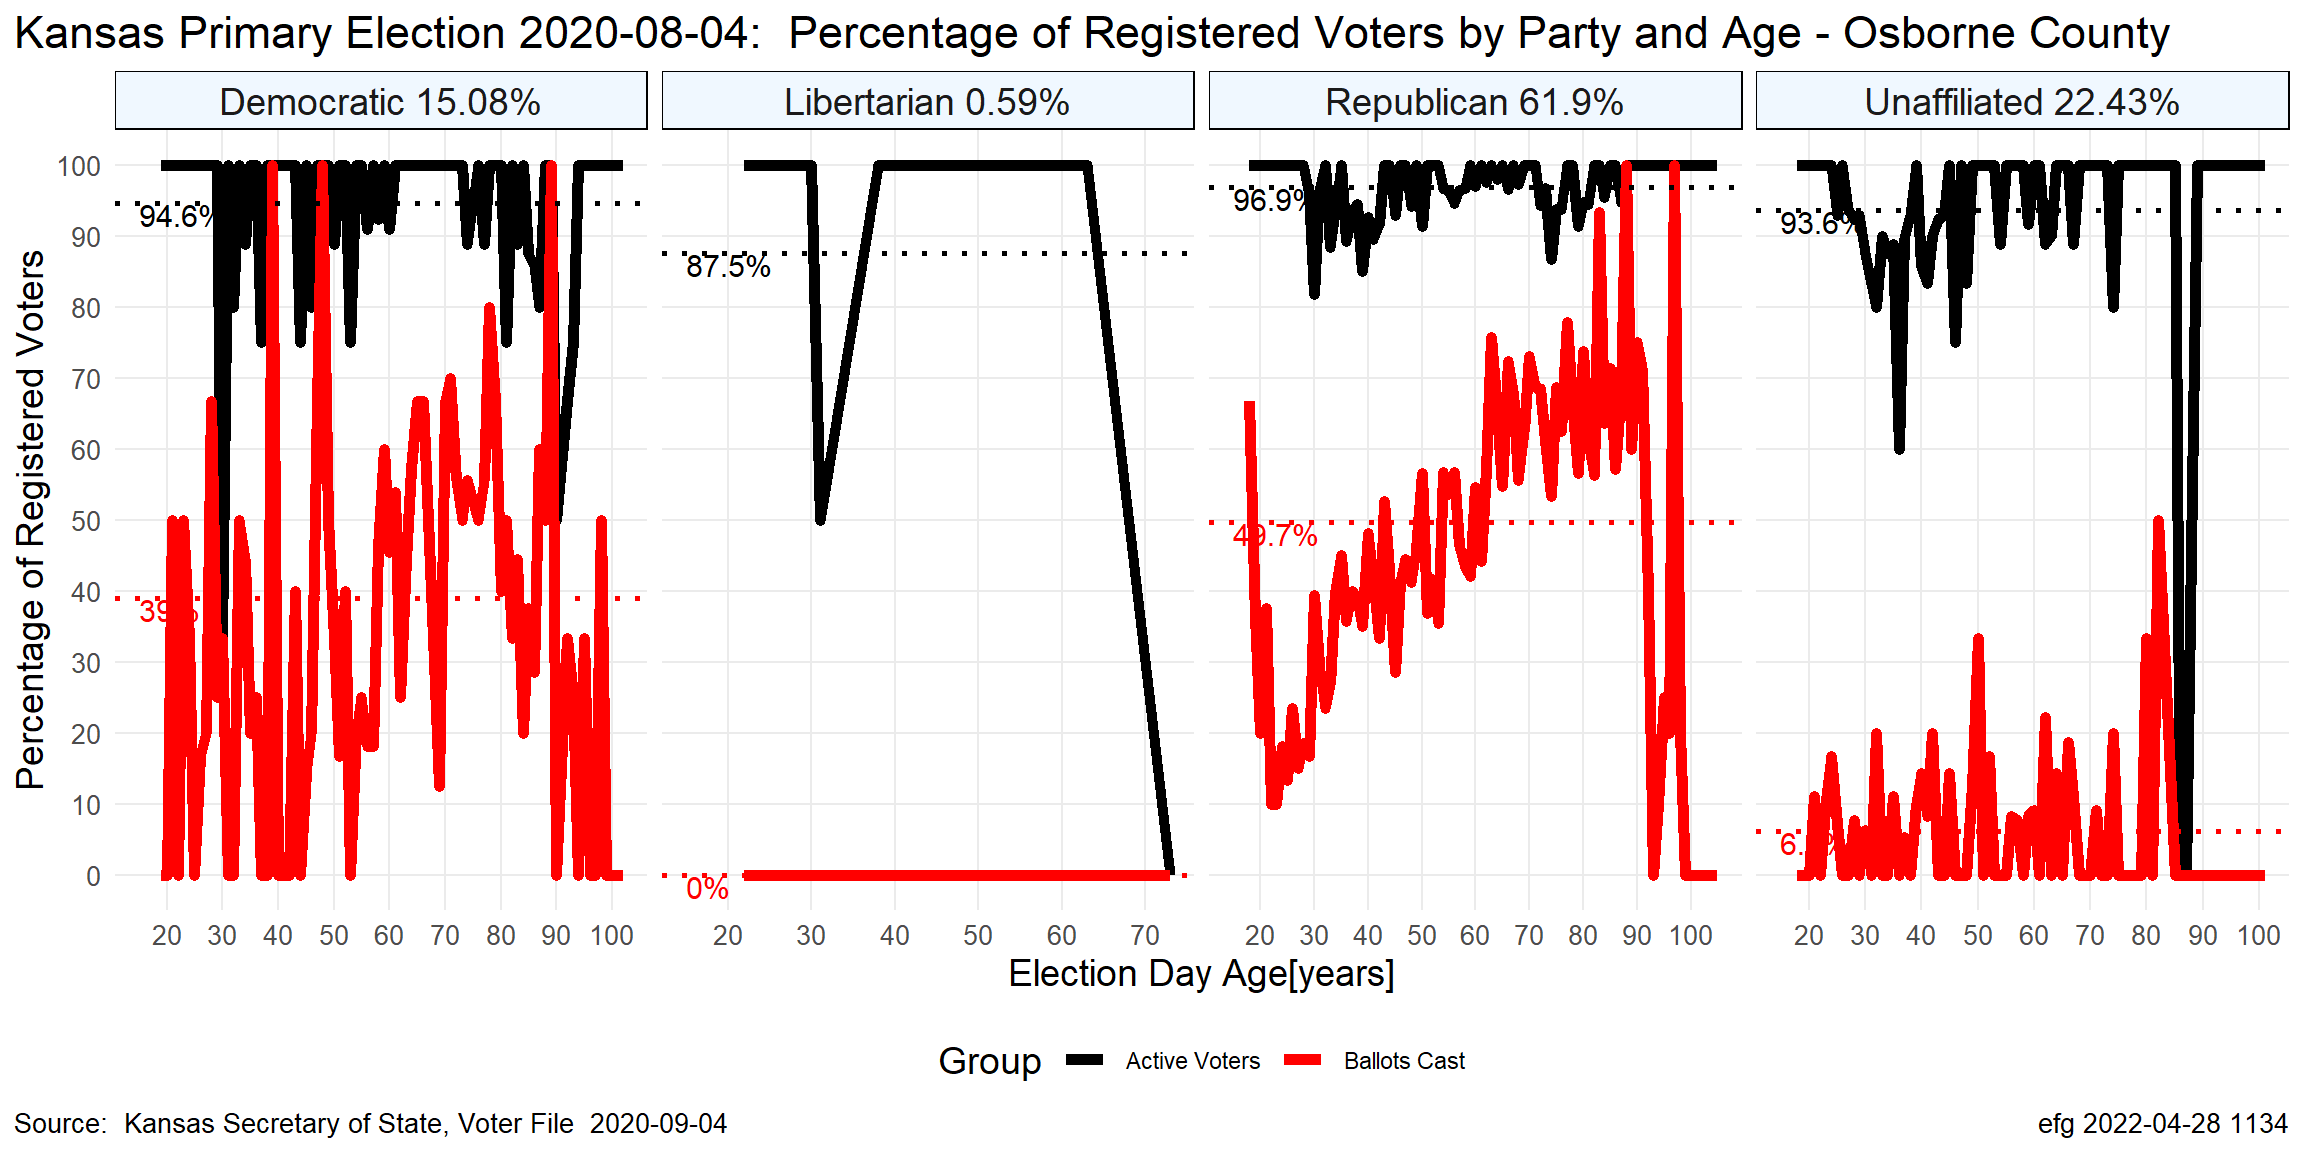 Kansas Primary Election 2020-08-04:  Percentage of Registered Voters by Party and Age - Osborne County
Democratic 15.08%
Libertarian 0.59%
Republican 61.9%
Unaffiliated 22.43%
Percentage of Registered Voters
100
90
80
70
60
50
40
30
20
10
0
94.6%
39%
87.5%
0%
96.9%
49.7%
93.6%
20 30 40 50 60 70 80 90 100
20 30 40 50 60 70
20 30 40 50 60 70 80 90 100
20 30 40 50 60 70 80 90 100
Election Day Age[years]
Group Active Voters Ballots Cast
Source:  Kansas Secretary of State, Voter File  2020-09-04
efg 2022-04-28 1134